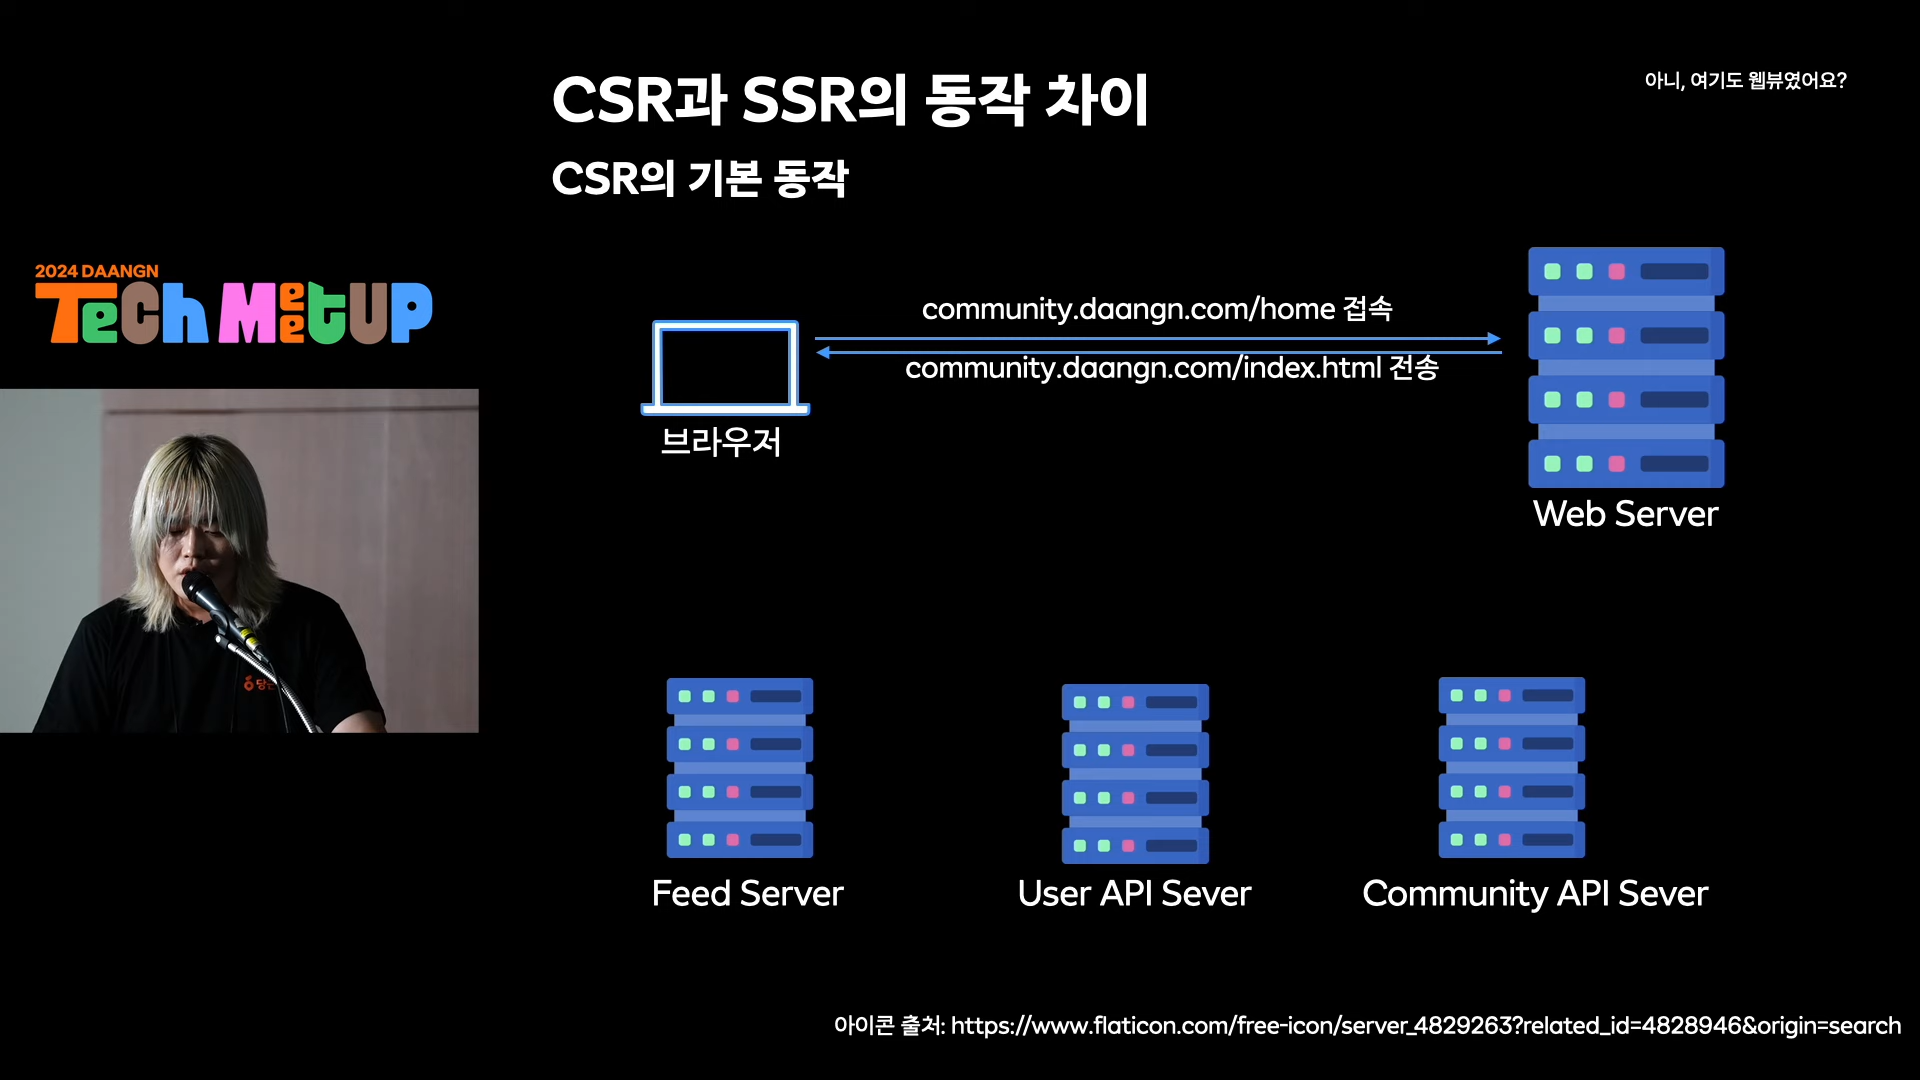 CSR과 SSR의 동작 차이
아니, 여기도 웹뷰였어요?
CSR의 기본 동작
2024 DAANGN
TeCh MeetUP
community.daangn.com/home 접속
community.daangn.com/index.html 전송
브라우저
Web Server
당근
Feed Server
User API Sever
Community API Sever
아이콘 출처: https://www.flaticon.com/free-icon/server_4829263?related_id=4828946&origin=search